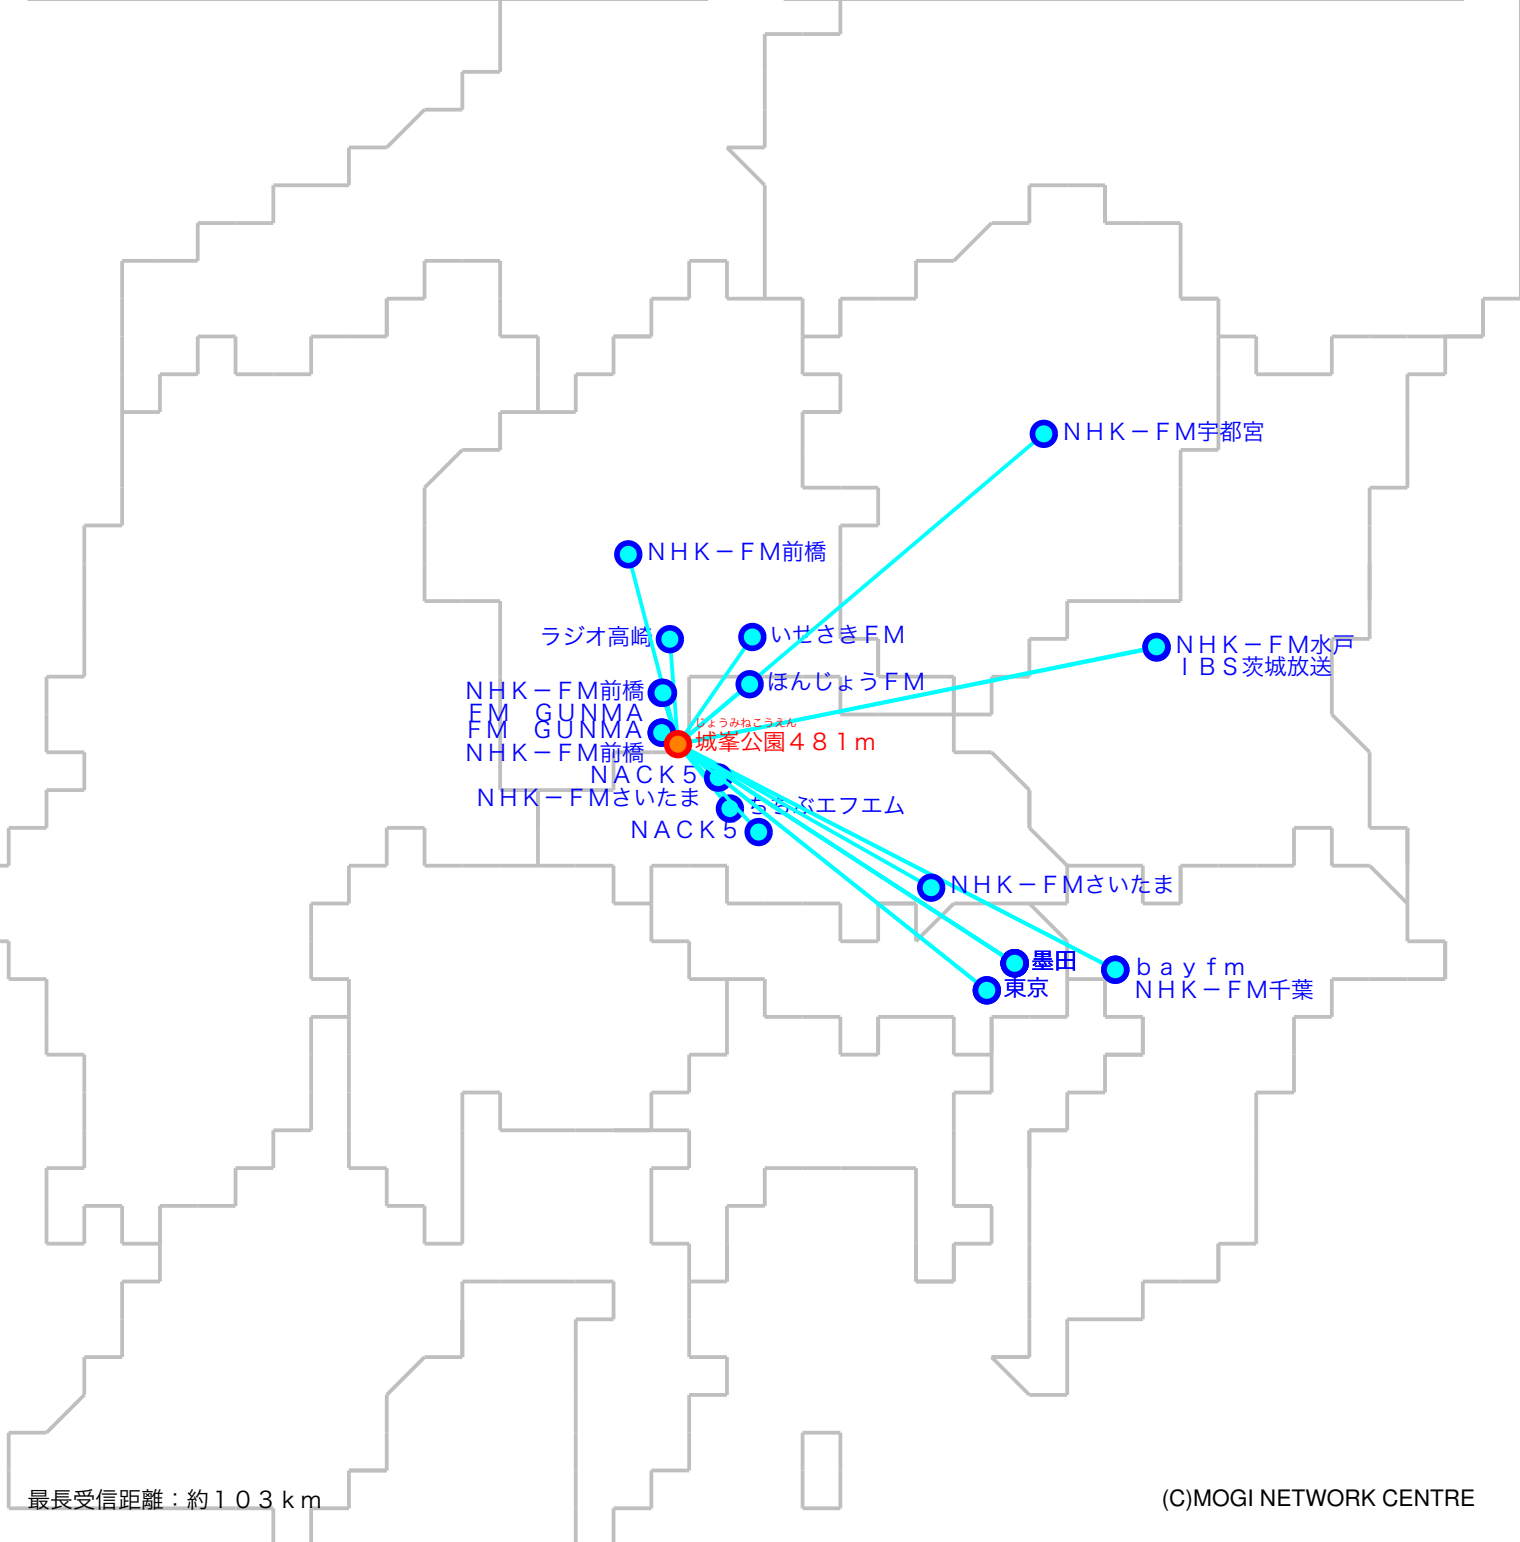 ＮＨＫ－ＦＭ宇都宮
ＮＨＫ－ＦＭ前橋
ラジオ高崎
いせさきＦＭ
ＮＨＫ－ＦＭ水戸
ＩＢＳ茨城放送
ほんじょうＦＭ
ＮＨＫ－ＦＭ前橋
ＦＭ　ＧＵＮＭＡ
ＦＭ　ＧＵＮＭＡ
ＮＨＫ－ＦＭ前橋
じょうみねこうえん
城峯公園４８１ｍ
ＮＡＣＫ５
ＮＨＫ－ＦＭさいたま
ちちぶエフエム
ＮＡＣＫ５
ＮＨＫ－ＦＭさいたま
墨田
東京
ｂａｙｆｍ
ＮＨＫ－ＦＭ千葉
最長受信距離：約１０３ｋｍ
(C)MOGI NETWORK CENTRE